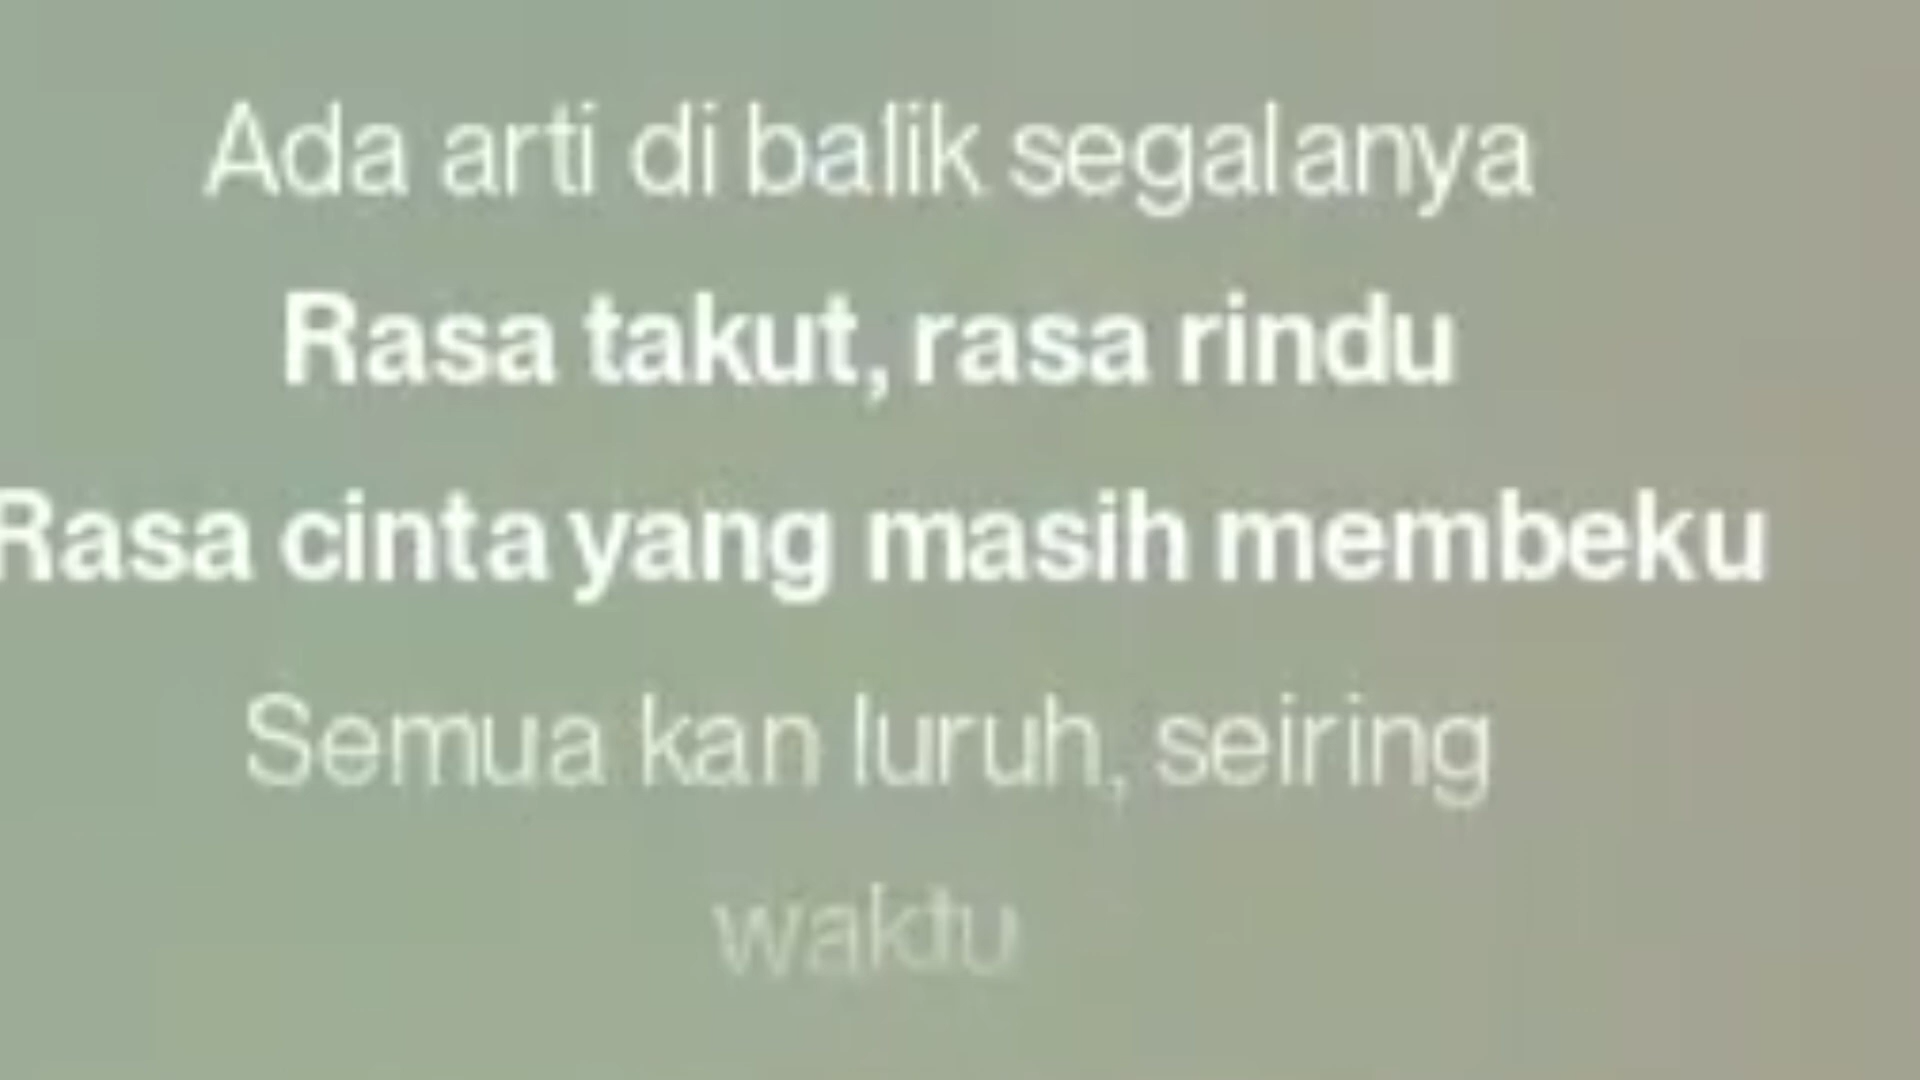 Ada arti di balik segalanya
Rasa takut, rasa rindu
Rasa cinta yang masih membeku
Semua kan luruh, seiring
waktu